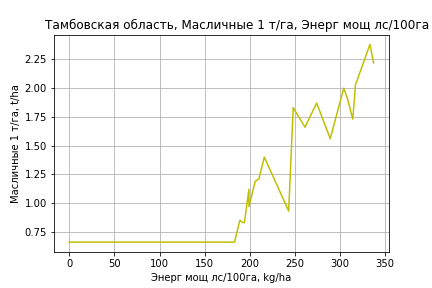 Тамбовская область, Масличные 1 т/га, Энерг мощ лс/100га
2.25
2.00
1.75
1.50
1.25
1.00
0.75
Масличные 1 т/га, t/ha
0 50 100 150 200 250 300 350
Энерг мощ лс/100га, kg/ha